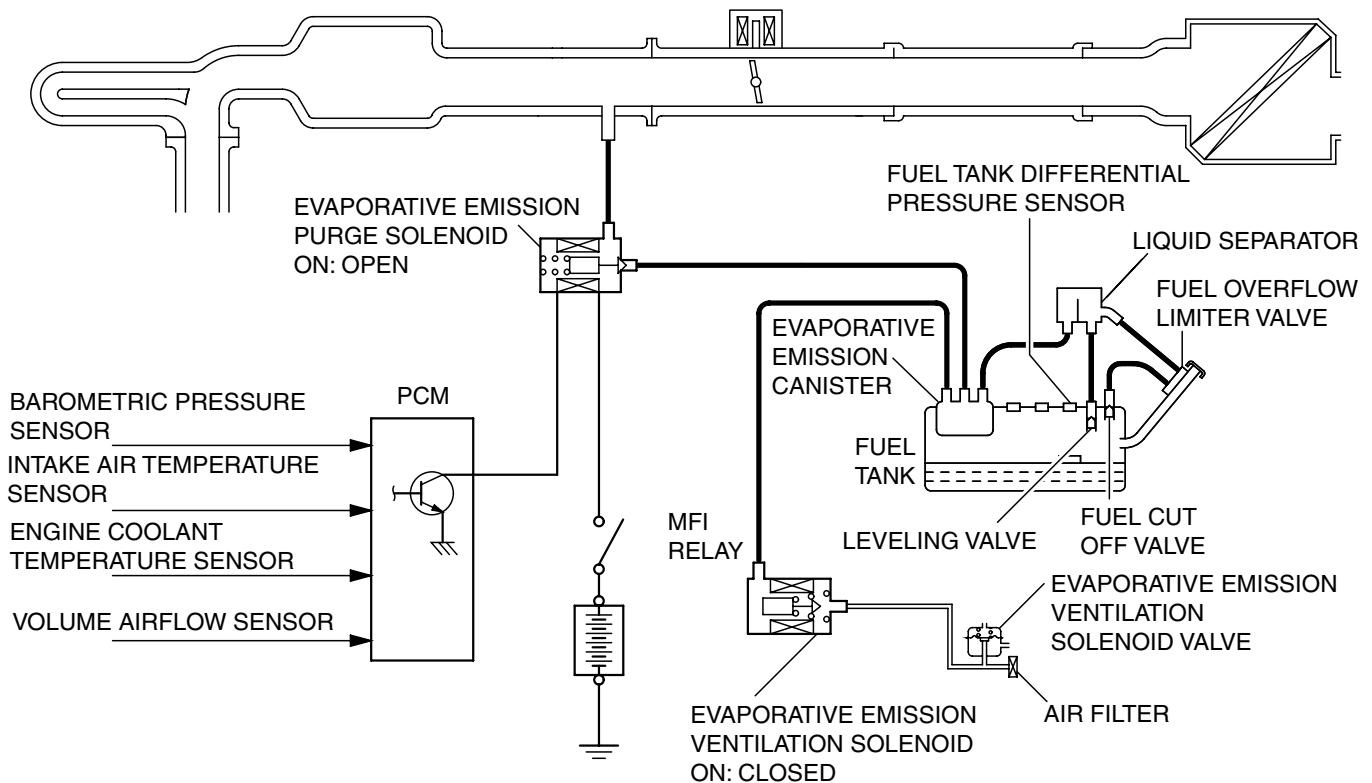 FUEL TANK DIFFERENTIAL
PRESSURE SENSOR
EVAPORATIVE EMISSION
PURGE SOLENOID
ON: OPEN
LIQUID SEPARATOR
FUEL OVERFLOW
LIMITER VALVE
EVAPORATIVE
EMISSION
CANISTER
PCM
BAROMETRIC PRESSURE
SENSOR
INTAKE AIR TEMPERATURE
SENSOR
ENGINE COOLANT
TEMPERATURE SENSOR
VOLUME AIRFLOW SENSOR
FUEL
TANK
MFI
RELAY
LEVELING VALVE
FUEL CUT
OFF VALVE
EVAPORATIVE EMISSION
VENTILATION
SOLENOID VALVE
EVAPORATIVE EMISSION
VENTILATION SOLENOID
ON: CLOSED
AIR FILTER